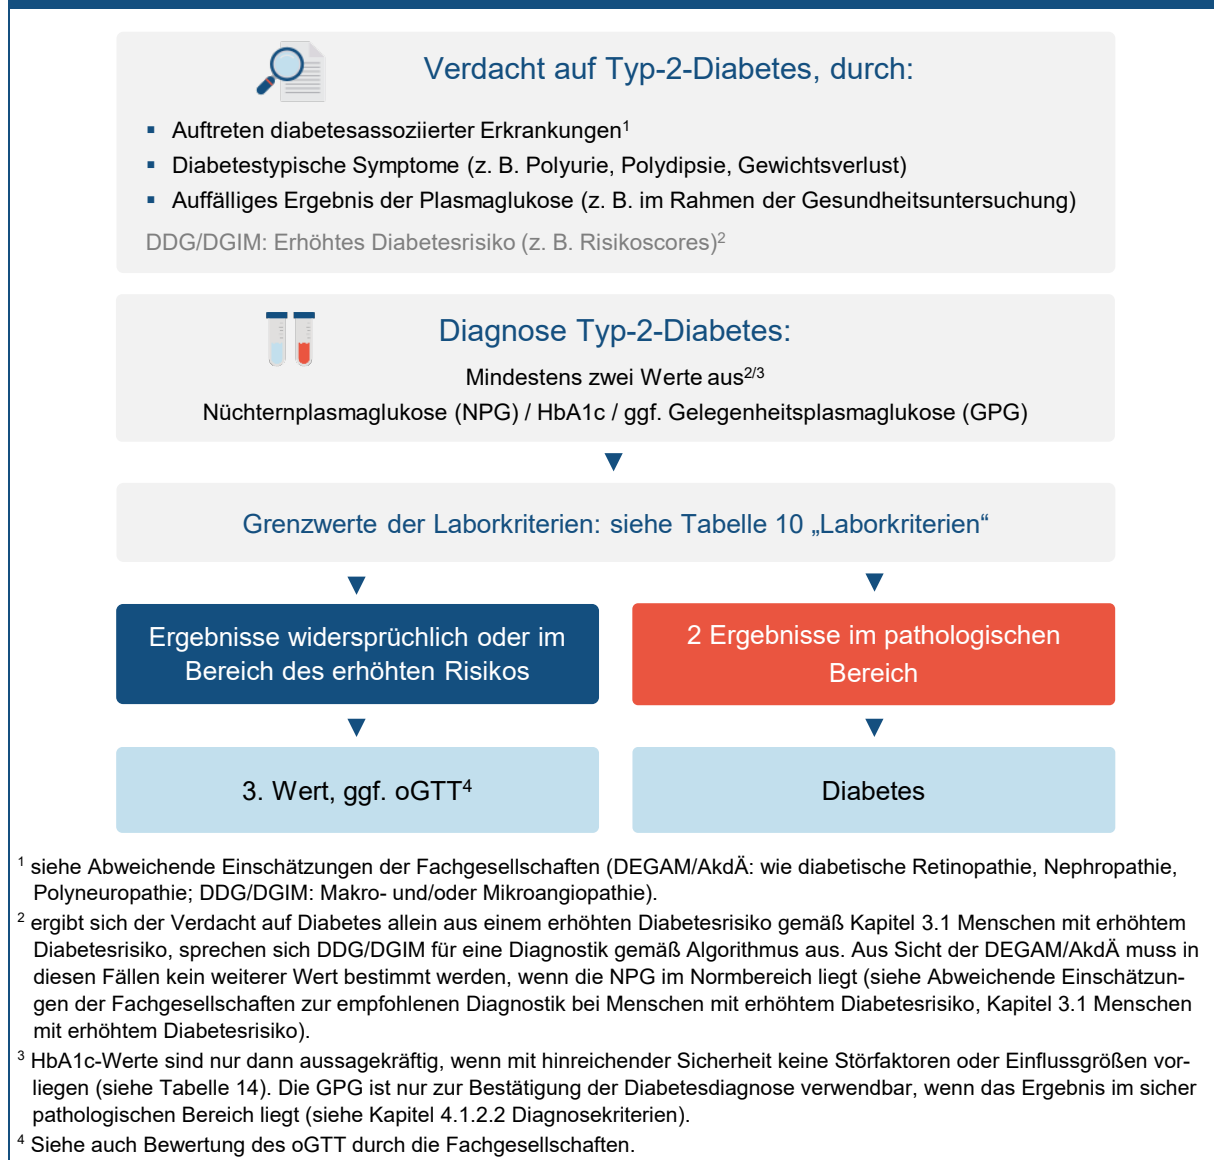 Verdacht auf Typ-2-Diabetes, durch:
▪ Auftreten diabetesassoziierter Erkrankungen¹
▪ Diabetestypische Symptome (z. B. Polyurie, Polydipsie, Gewichtsverlust)
▪ Auffälliges Ergebnis der Plasmaglukose (z. B. im Rahmen der Gesundheitsuntersuchung)
DDG/DGIM: Erhöhtes Diabetesrisiko (z. B. Risikoscores)²
Diagnose Typ-2-Diabetes:
Mindestens zwei Werte aus²/³
Nüchternplasmaglukose (NPG) / HbA1c / ggf. Gelegenheitsplasmaglukose (GPG)
Grenzwerte der Laborkriterien: siehe Tabelle 10 „Laborkriterien“
Ergebnisse widersprüchlich oder im
Bereich des erhöhten Risikos
2 Ergebnisse im pathologischen
Bereich
3. Wert, ggf. oGTT⁴
Diabetes
¹ siehe Abweichende Einschätzungen der Fachgesellschaften (DEGAM/AkdÄ: wie diabetische Retinopathie, Nephropathie,
Polyneuropathie; DDG/DGIM: Makro- und/oder Mikroangiopathie).
² ergibt sich der Verdacht auf Diabetes allein aus einem erhöhten Diabetesrisiko gemäß Kapitel 3.1 Menschen mit erhöhtem
Diabetesrisiko, sprechen sich DDG/DGIM für eine Diagnostik gemäß Algorithmus aus. Aus Sicht der DEGAM/AkdÄ muss in
diesen Fällen kein weiterer Wert bestimmt werden, wenn die NPG im Normbereich liegt (siehe Abweichende Einschätzun-
gen der Fachgesellschaften zur empfohlenen Diagnostik bei Menschen mit erhöhtem Diabetesrisiko, Kapitel 3.1 Menschen
mit erhöhtem Diabetesrisiko).
³ HbA1c-Werte sind nur dann aussagekräftig, wenn mit hinreichender Sicherheit keine Störfaktoren oder Einflussgrößen vor-
liegen (siehe Tabelle 14). Die GPG ist nur zur Bestätigung der Diabetesdiagnose verwendbar, wenn das Ergebnis im sicher
pathologischen Bereich liegt (siehe Kapitel 4.1.2.2 Diagnosekriterien).
⁴ Siehe auch Bewertung des oGTT durch die Fachgesellschaften.